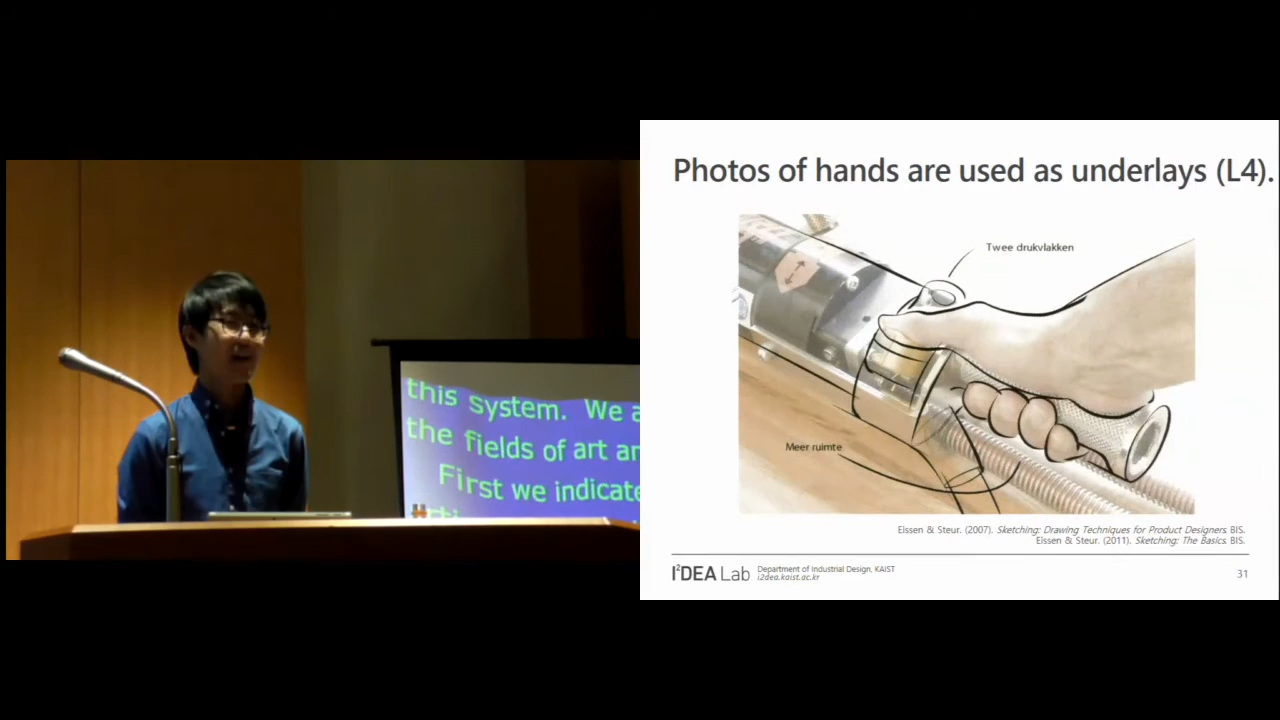 this system. We a
the fields of art ar
First we indicate
Photos of hands are used as underlays (L4).
Twee drukvlakken
Meer ruimte
Eissen & Steur. (2007). Sketching: Drawing Techniques for Product Designers. BIS.
Eissen & Steur. (2011). Sketching: The Basics. BIS.
I²DEA Lab
Department of Industrial Design, KAIST
i2dea.kaist.ac.kr
31